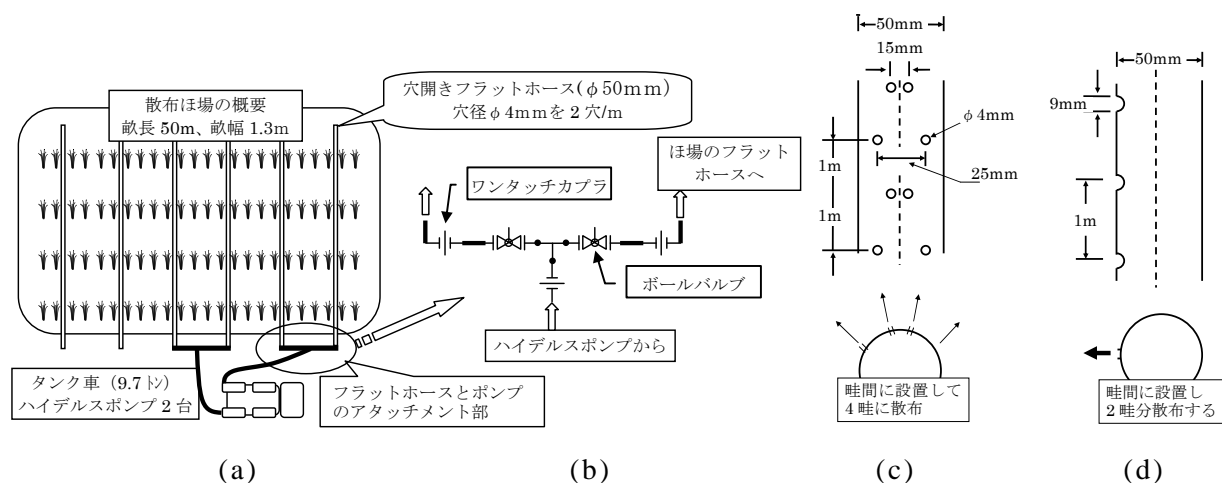 散布ほ場の概要
畝長 50m、畝幅 1.3m
穴開きフラットホース(φ50mm)
穴径φ4mmを 2 穴/m
タンク車（9.7 ﾄﾝ）
ハイデルスポンプ 2 台
フラットホースとポンプ
のアタッチメント部
(a)
ワンタッチカプラ
ほ場のフラット
ホースへ
ボールバルブ
ハイデルスポンプから
(b)
50mm
15mm
φ4mm
1m
25mm
1m
畦間に設置して
4 畦に散布
(c)
50mm
9mm
1m
畦間に設置し
2 畦分散布する
(d)